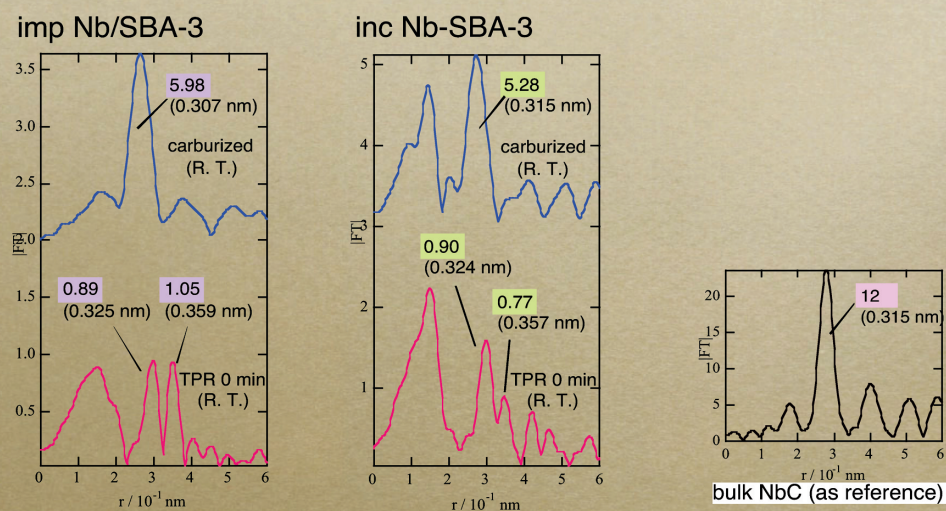 imp Nb/SBA-3
3.5
3.0
2.5
2.0
1.5
1.0
0.5
|FT|
5.98
(0.307 nm)
carburized
(R. T.)
0.89
(0.325 nm)
1.05
(0.359 nm)
TPR 0 min
(R. T.)
0 1 2 3 4 5 6
r / 10-1 nm
inc Nb-SBA-3
5
4
3
2
1
|FT|
5.28
(0.315 nm)
carburized
(R. T.)
0.90
(0.324 nm)
0.77
(0.357 nm)
TPR 0 min
(R. T.)
0 1 2 3 4 5 6
r / 10-1 nm
20
15
10
5
0
|FT|
12
(0.315 nm)
0 1 2 3 4 5 6
r / 10-1 nm
bulk NbC (as reference)